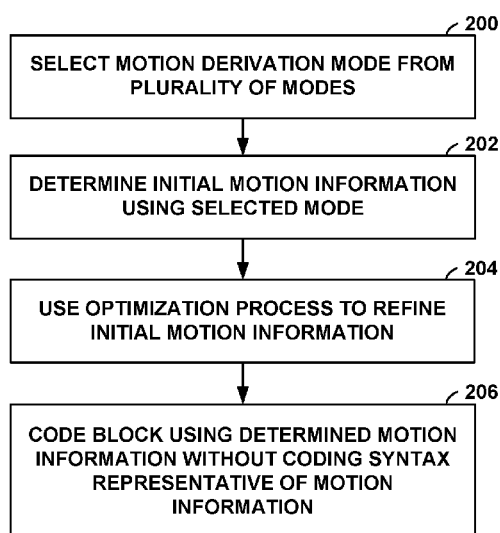 200
SELECT MOTION DERIVATION MODE FROM
PLURALITY OF MODES
202
DETERMINE INITIAL MOTION INFORMATION
USING SELECTED MODE
204
USE OPTIMIZATION PROCESS TO REFINE
INITIAL MOTION INFORMATION
206
CODE BLOCK USING DETERMINED MOTION
INFORMATION WITHOUT CODING SYNTAX
REPRESENTATIVE OF MOTION
INFORMATION